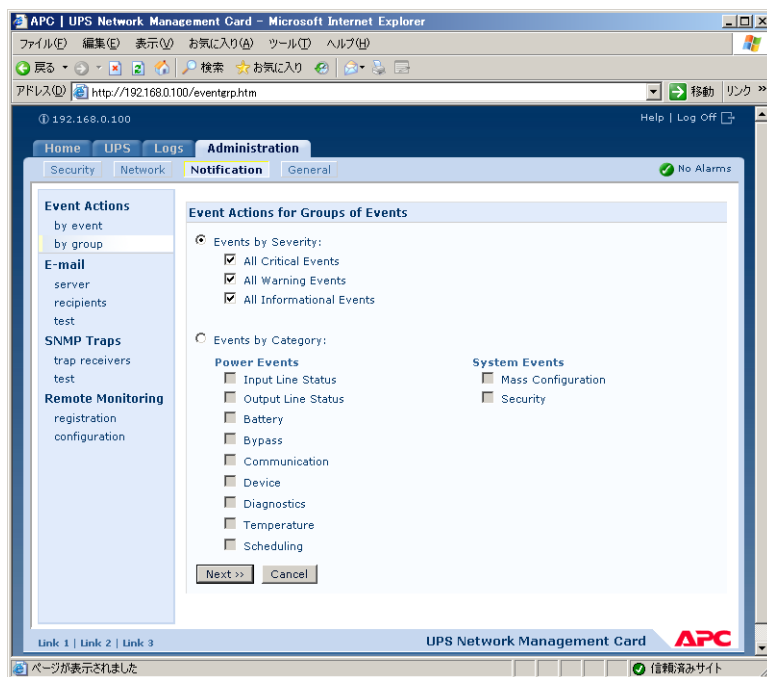 APC | UPS Network Management Card - Microsoft Internet Explorer
ファイル(F) 編集(E) 表示(V) お気に入り(A) ツール(T) ヘルプ(H)
戻る 検索 お気に入り
アドレス(D) http://192.168.0.100/eventgrp.htm 移動 リンク »
192.168.0.100 Help | Log Off
Home UPS Logs Administration
Security Network Notification General No Alarms
Event Actions
by event
by group
E-mail
server
recipients
test
SNMP Traps
trap receivers
test
Remote Monitoring
registration
configuration
Event Actions for Groups of Events
Events by Severity:
All Critical Events
All Warning Events
All Informational Events
Events by Category:
Power Events
Input Line Status
Output Line Status
Battery
Bypass
Communication
Device
Diagnostics
Temperature
Scheduling
System Events
Mass Configuration
Security
Next >> Cancel
Link 1 | Link 2 | Link 3 UPS Network Management Card APC
ページが表示されました 信頼済みサイト